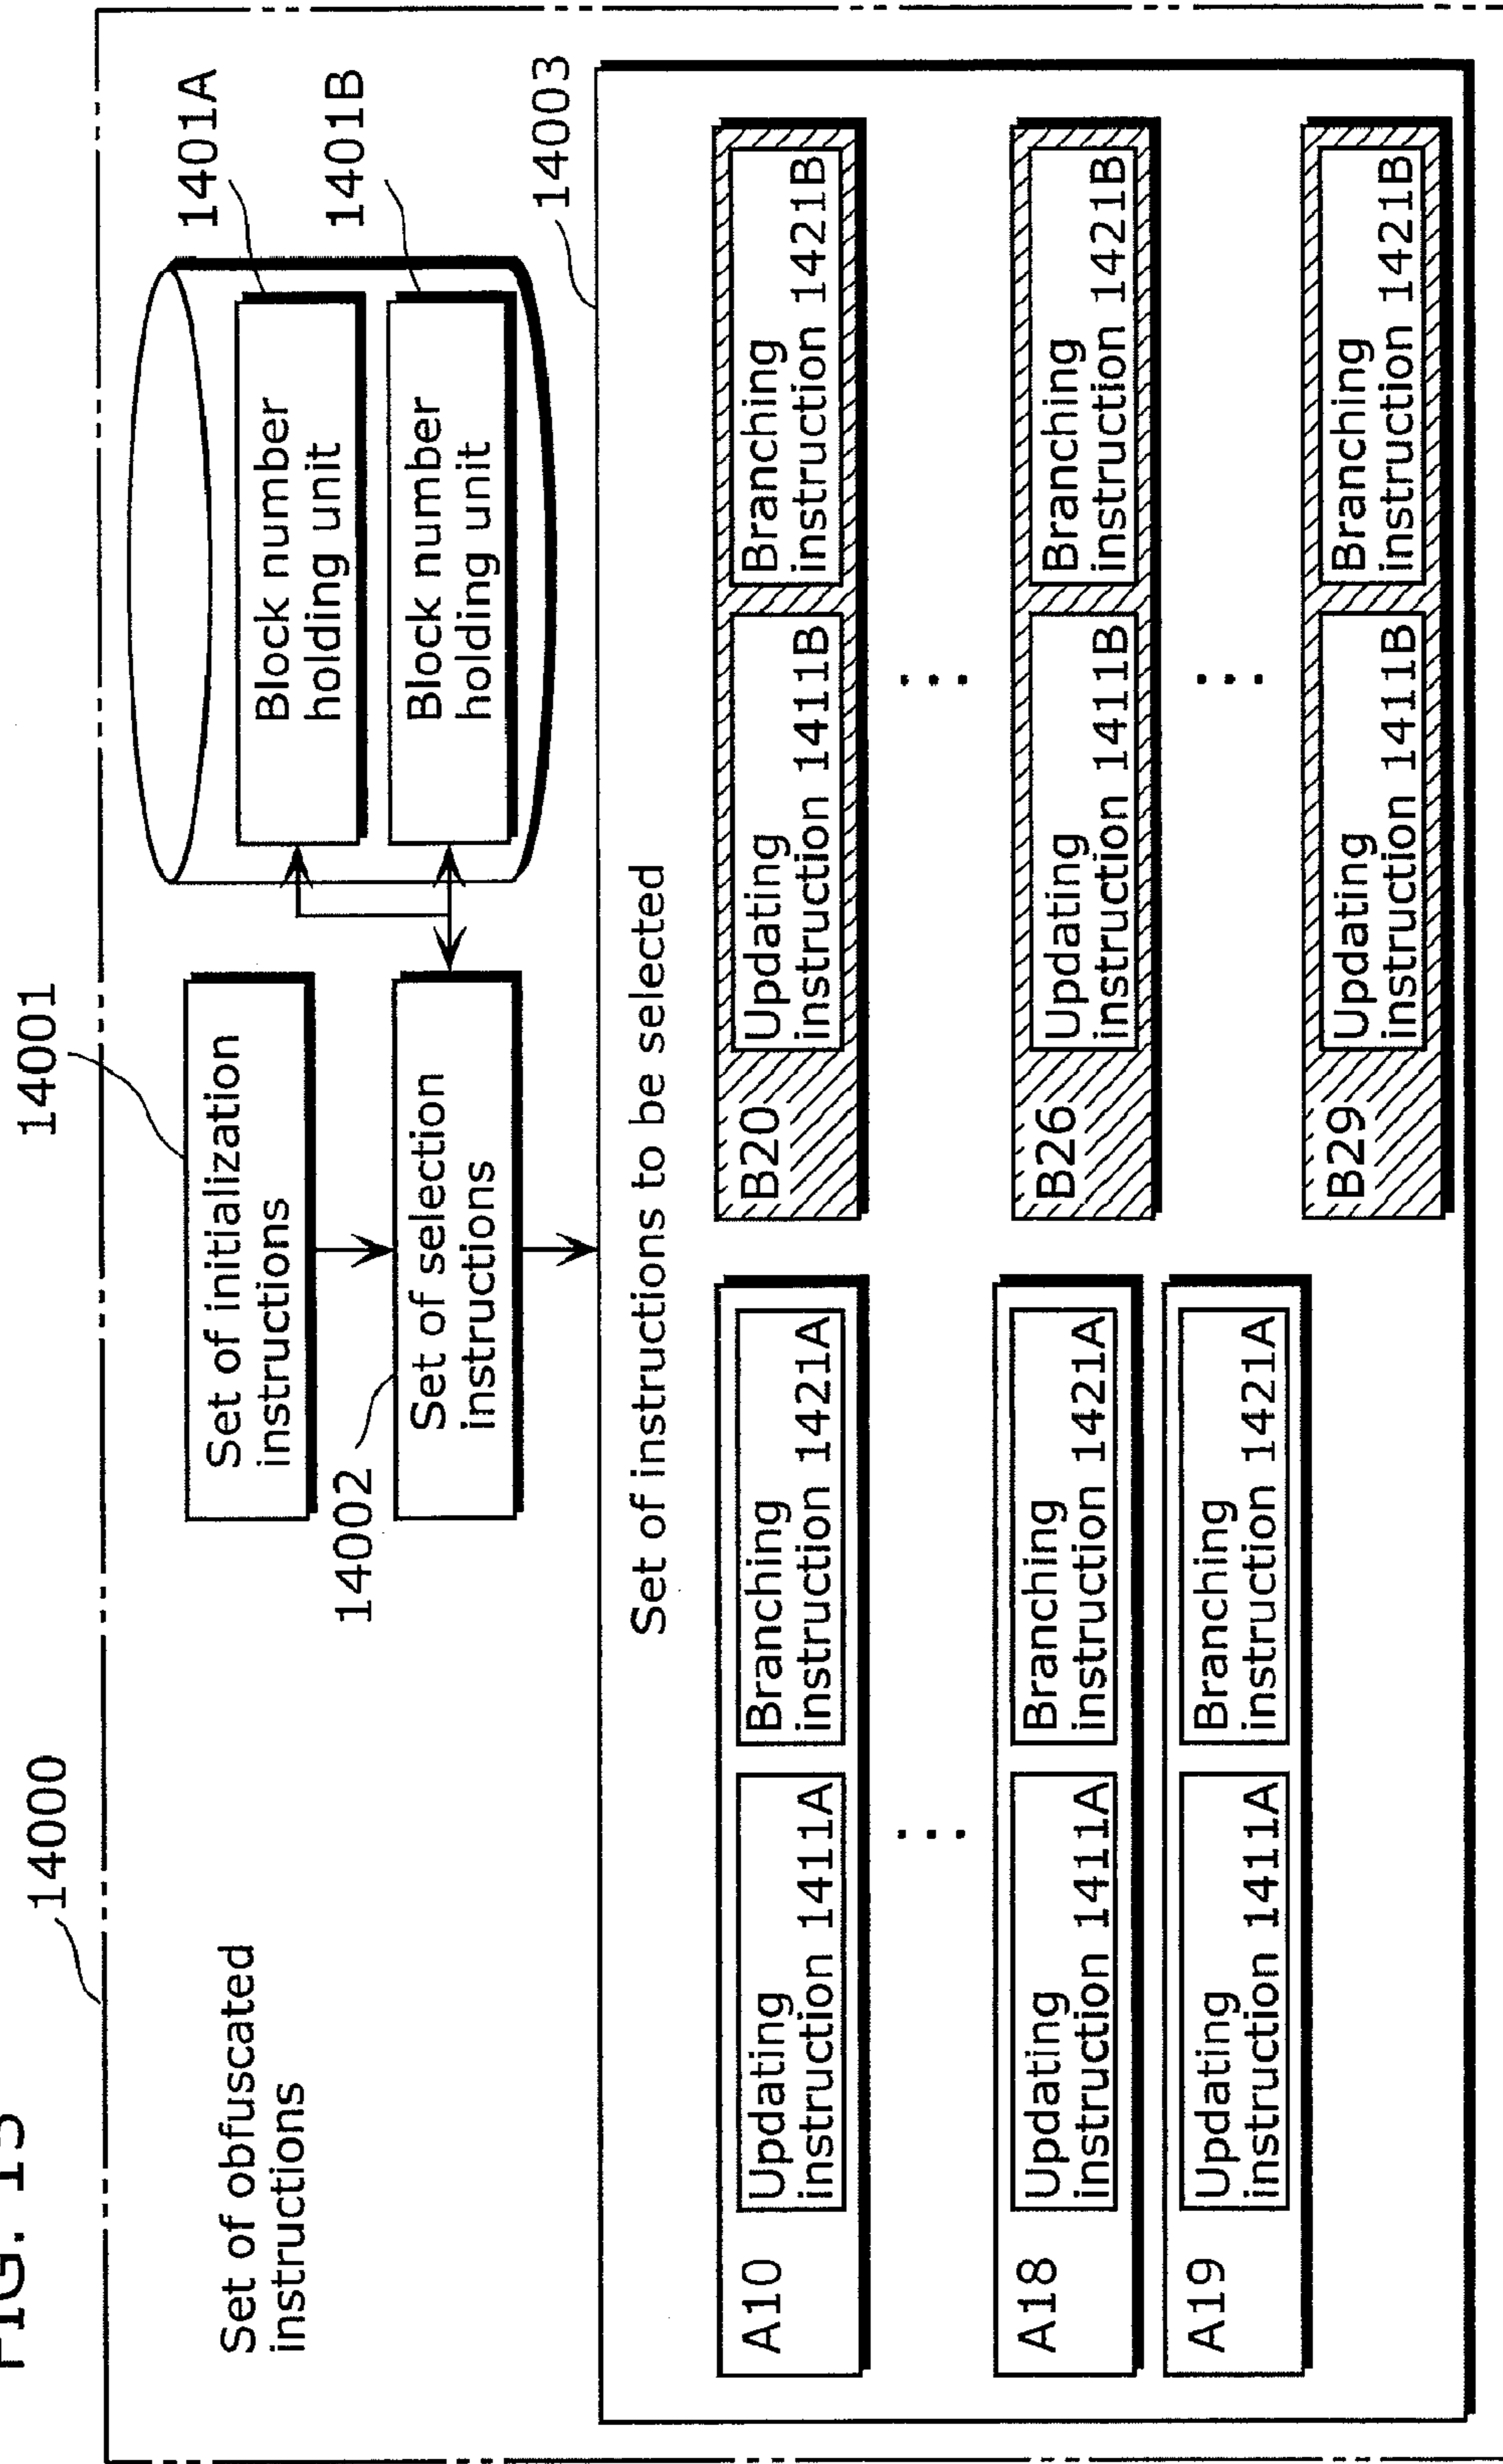 FIG.
14000
14001
Set of obfuscated
instructions
Set of initialization
instructions
14002
Set of selection
instructions
Block number
holding unit
1401A
Block number
holding unit
1401B
14003
Set of instructions to be selected
A10
Updating
instruction 1411A
Branching
instruction 1421A
B20
Updating
instruction 1411B
Branching
instruction 1421B
...
...
A18
Updating
instruction 1411A
Branching
instruction 1421A
B26
Updating
instruction 1411B
Branching
instruction 1421B
A19
Updating
instruction 1411A
Branching
instruction 1421A
...
B29
Updating
instruction 1411B
Branching
instruction 1421B